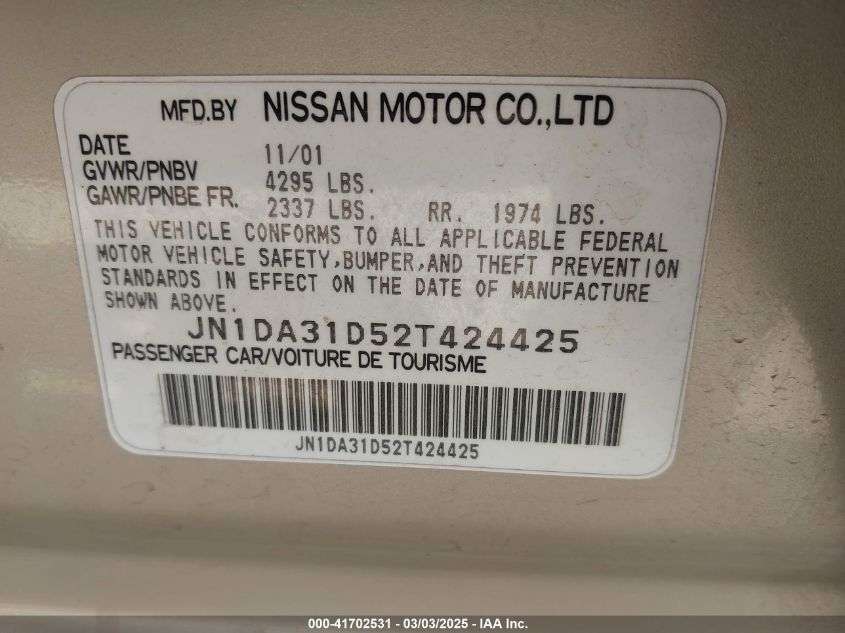 MFD.BY NISSAN MOTOR CO.,LTD
DATE 11/01
GVWR/PNBV 4295 LBS.
GAWR/PNBE FR. 2337 LBS. RR. 1974 LBS.
THIS VEHICLE CONFORMS TO ALL APPLICABLE FEDERAL
MOTOR VEHICLE SAFETY,BUMPER,AND THEFT PREVENTION
STANDARDS IN EFFECT ON THE DATE OF MANUFACTURE
SHOWN ABOVE.
JN1DA31D52T424425
PASSENGER CAR/VOITURE DE TOURISME
JN1DA31D52T424425
000-41702531 - 03/03/2025 - IAA Inc.